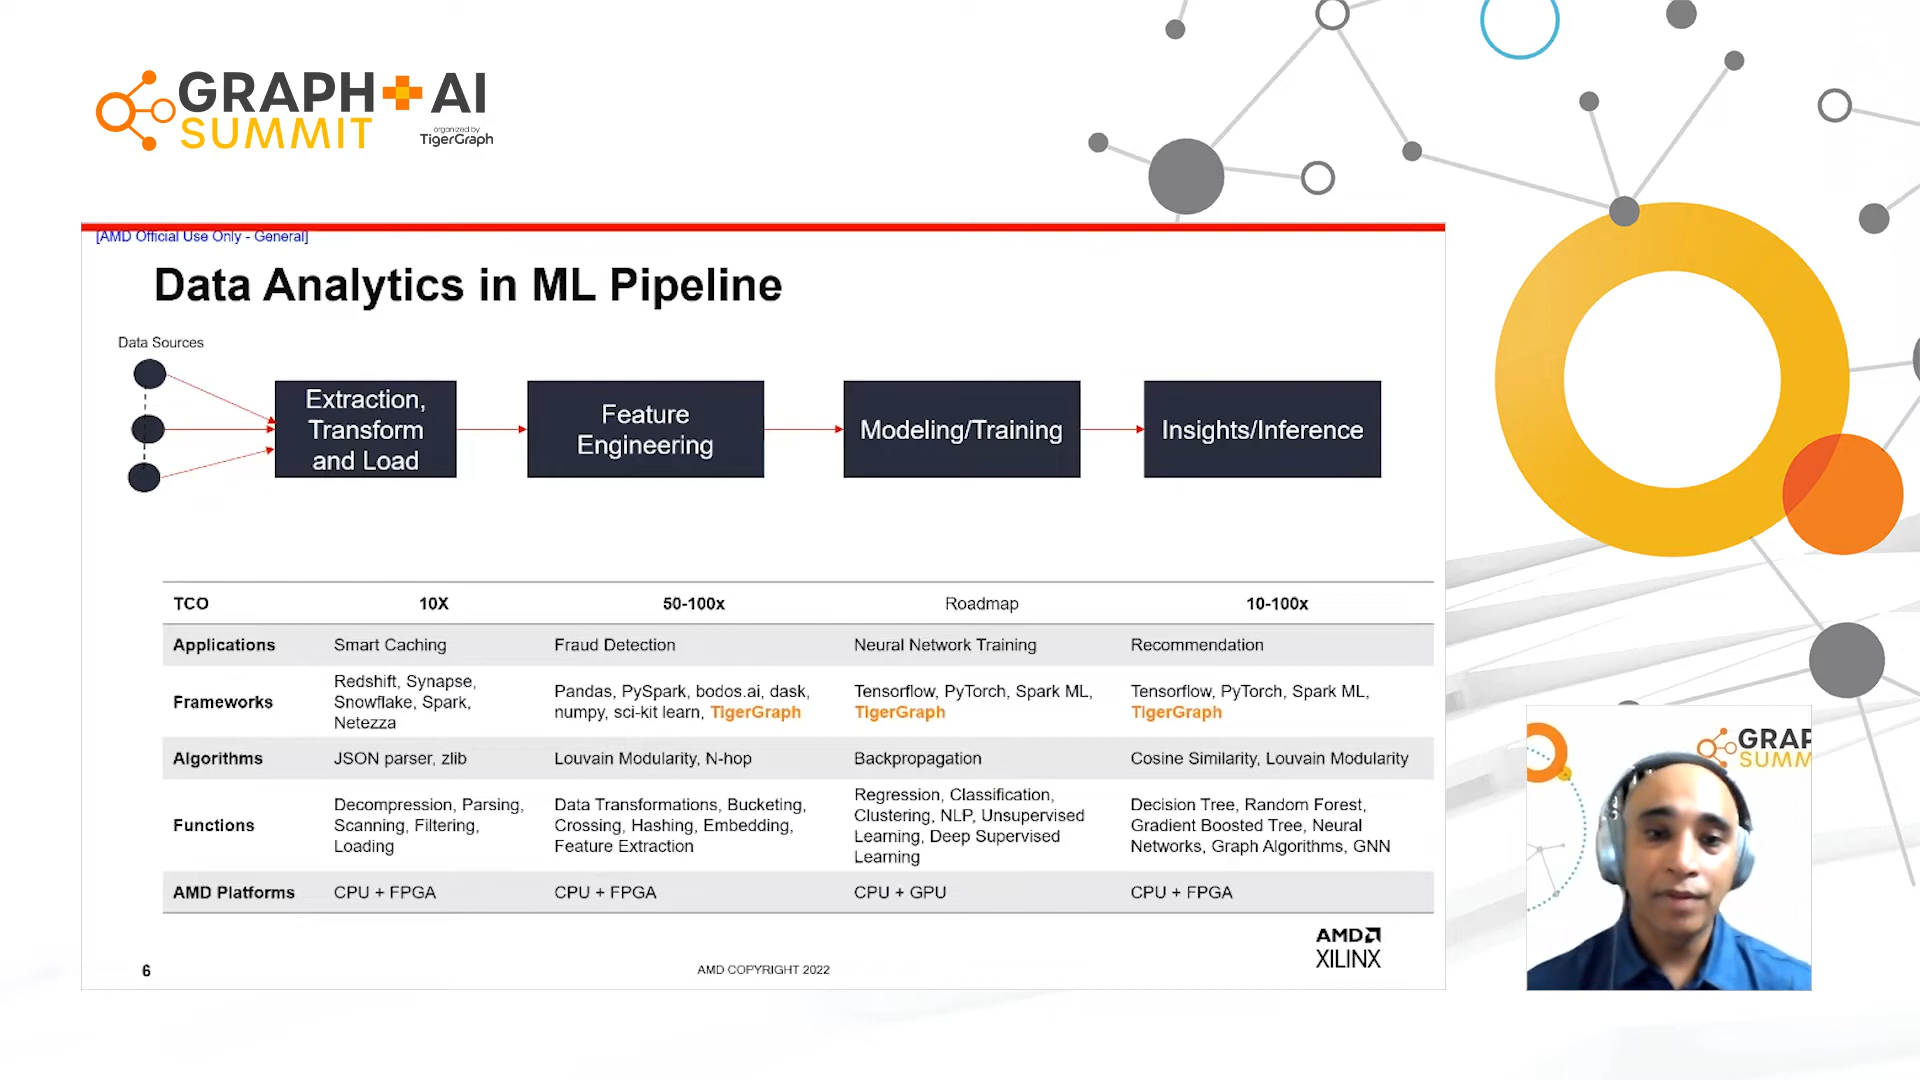 GRAPH+AI
SUMMIT
organized by
TigerGraph
[AMD Official Use Only - General]
Data Analytics in ML Pipeline
Data Sources
Extraction,
Transform
and Load
Feature
Engineering
Modeling/Training
Insights/Inference
TCO 10X 50-100x Roadmap 10-100x
Applications Smart Caching Fraud Detection Neural Network Training Recommendation
Frameworks
Redshift, Synapse,
Snowflake, Spark,
Netezza
Pandas, PySpark, bodos.ai, dask,
numpy, sci-kit learn, TigerGraph
Tensorflow, PyTorch, Spark ML,
TigerGraph
Tensorflow, PyTorch, Spark ML,
TigerGraph
Algorithms JSON parser, zlib Louvain Modularity, N-hop Backpropagation Cosine Similarity, Louvain Modularity
Functions
Decompression, Parsing,
Scanning, Filtering,
Loading
Data Transformations, Bucketing,
Crossing, Hashing, Embedding,
Feature Extraction
Regression, Classification,
Clustering, NLP, Unsupervised
Learning, Deep Supervised
Learning
Decision Tree, Random Forest,
Gradient Boosted Tree, Neural
Networks, Graph Algorithms, GNN
AMD Platforms CPU + FPGA CPU + FPGA CPU + GPU CPU + FPGA
6
AMD COPYRIGHT 2022
AMD
XILINX
GRAP
SUMM